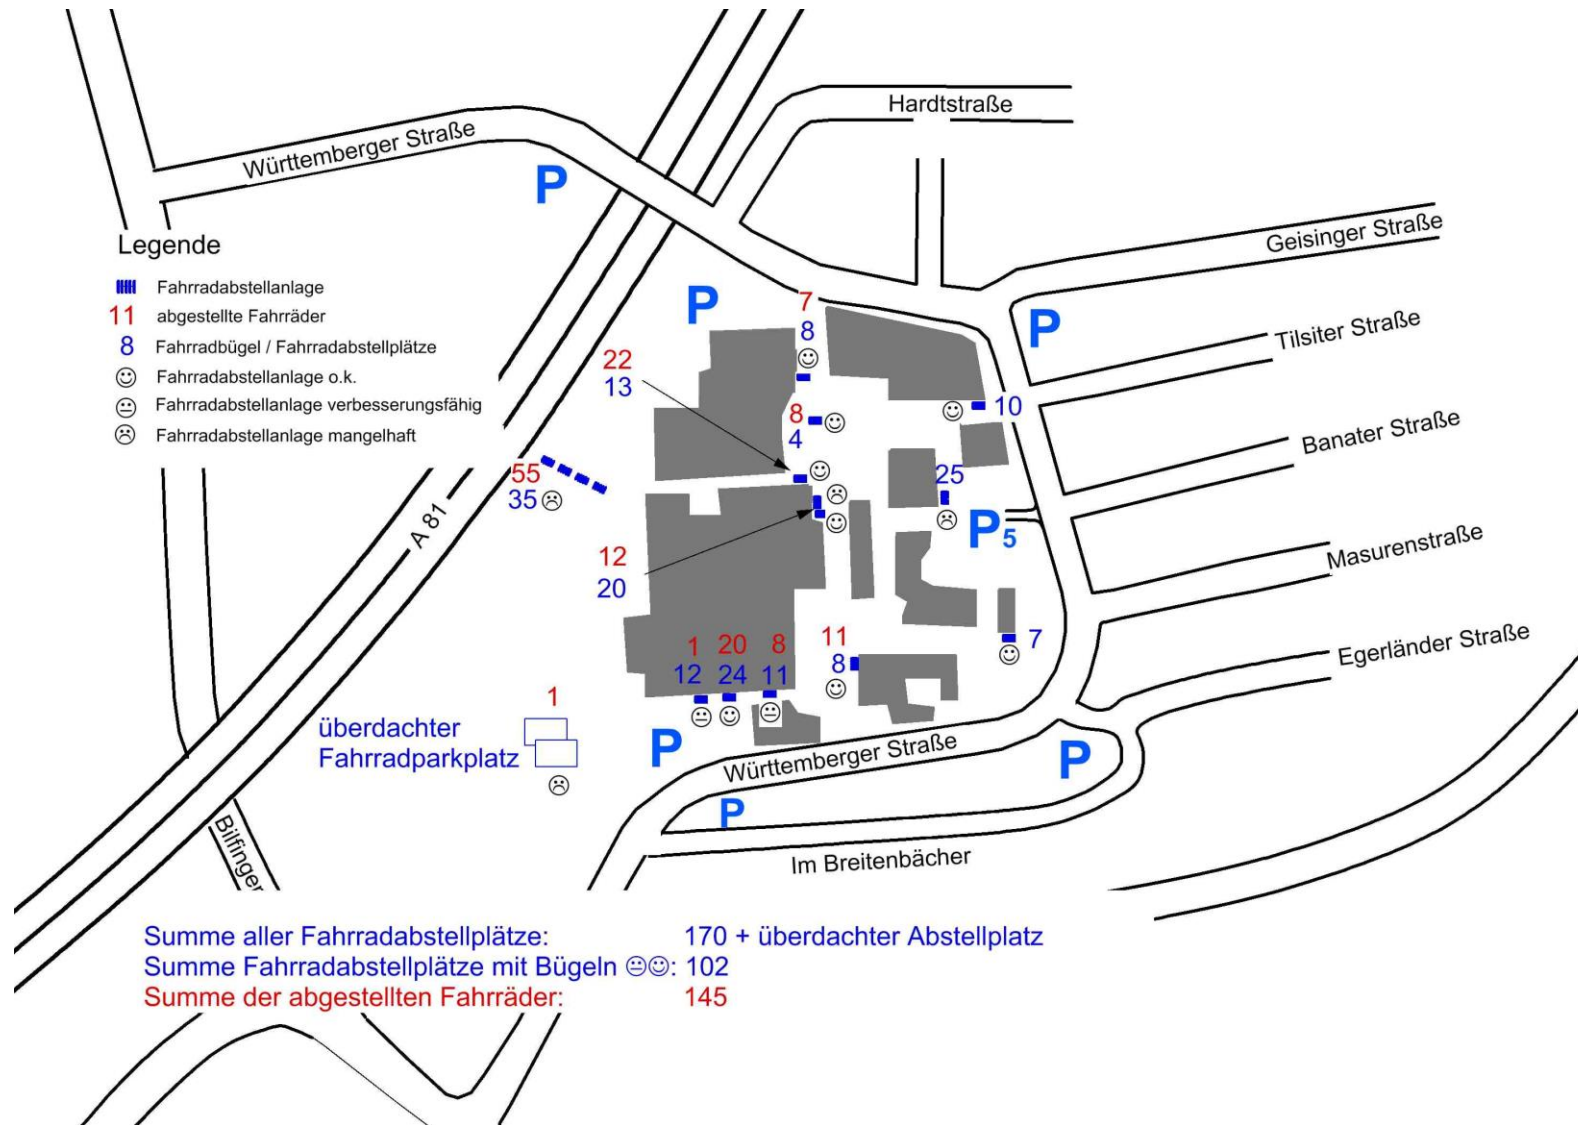 Hardtstraße
Württemberger Straße
P
Geisinger Straße
Legende
Fahrradabstellanlage
11 abgestellte Fahrräder
8 Fahrradbügel / Fahrradabstellplätze
Fahrradabstellanlage o.k.
Fahrradabstellanlage verbesserungsfähig
Fahrradabstellanlage mangelhaft
P
7
8
P
Tilsiter Straße
22
13
8
4
10
Banater Straße
55
35
25
A 81
P5
Masurenstraße
12
20
Egerländer Straße
1 20 8
12 24 11
11
8
7
1
überdachter
Fahrradparkplatz
P
Württemberger Straße
P
P
Bilfinger
Im Breitenbächer
Summe aller Fahrradabstellplätze: 170 + überdachter Abstellplatz
Summe Fahrradabstellplätze mit Bügeln 😐☺: 102
Summe der abgestellten Fahrräder: 145